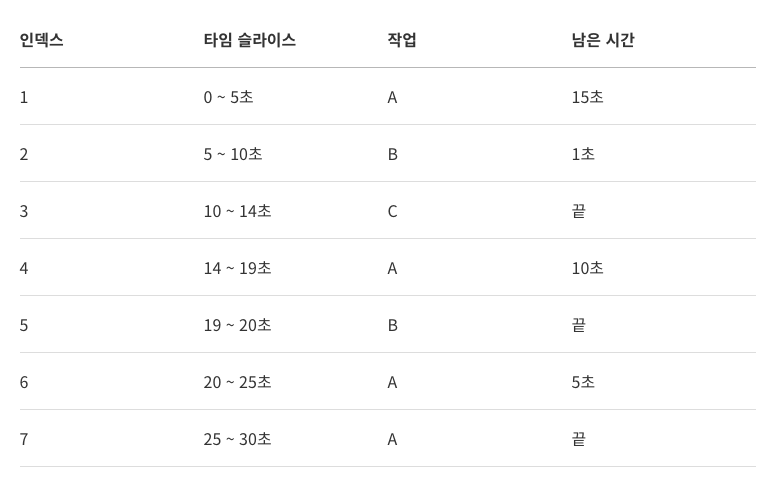 인덱스 타임 슬라이스 작업 남은 시간
1 0 ~ 5초 A 15초
2 5 ~ 10초 B 1초
3 10 ~ 14초 C 끝
4 14 ~ 19초 A 10초
5 19 ~ 20초 B 끝
6 20 ~ 25초 A 5초
7 25 ~ 30초 A 끝